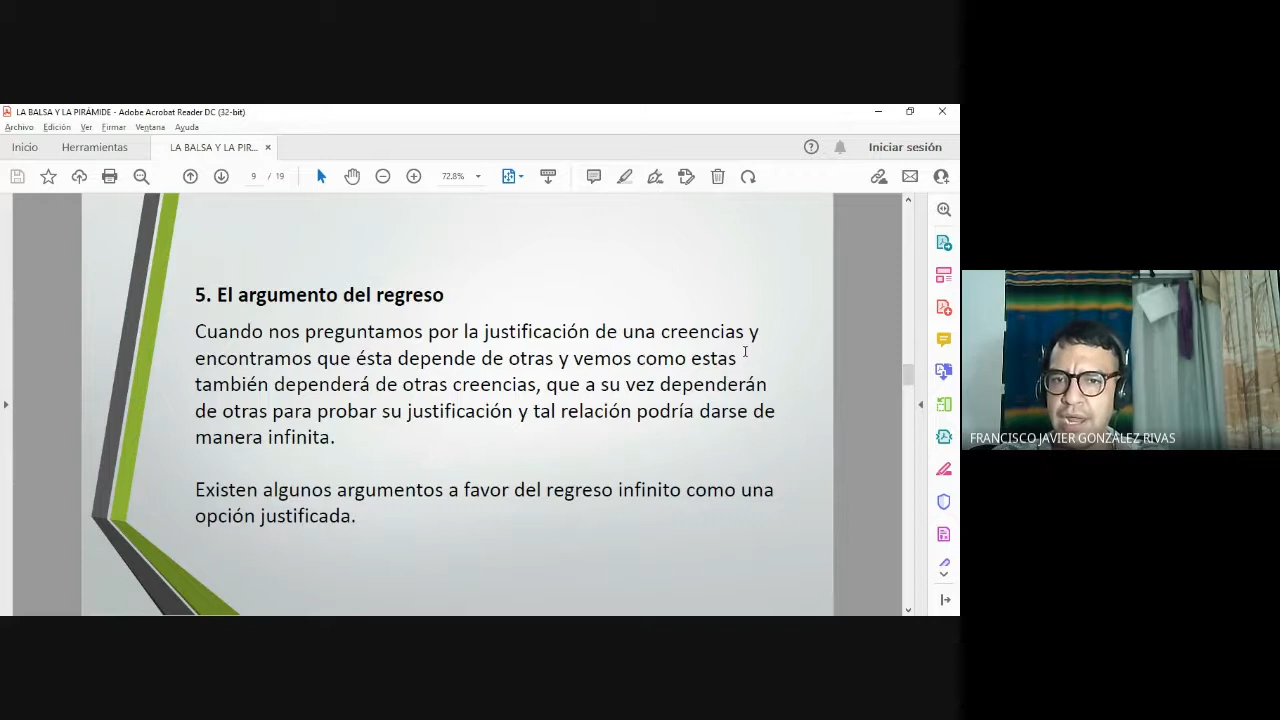 LA BALSA Y LA PIRÁMIDE - Adobe Acrobat Reader DC (32-bit)
Archivo Edición Ver Firmar Ventana Ayuda
Inicio Herramientas LA BALSA Y LA PIR... × Iniciar sesión
9 / 19 72.8%
5. El argumento del regreso
Cuando nos preguntamos por la justificación de una creencias y
encontramos que ésta depende de otras y vemos como estas
también dependerá de otras creencias, que a su vez dependerán
de otras para probar su justificación y tal relación podría darse de
manera infinita.
Existen algunos argumentos a favor del regreso infinito como una
opción justificada.
FRANCISCO JAVIER GONZALEZ RIVAS